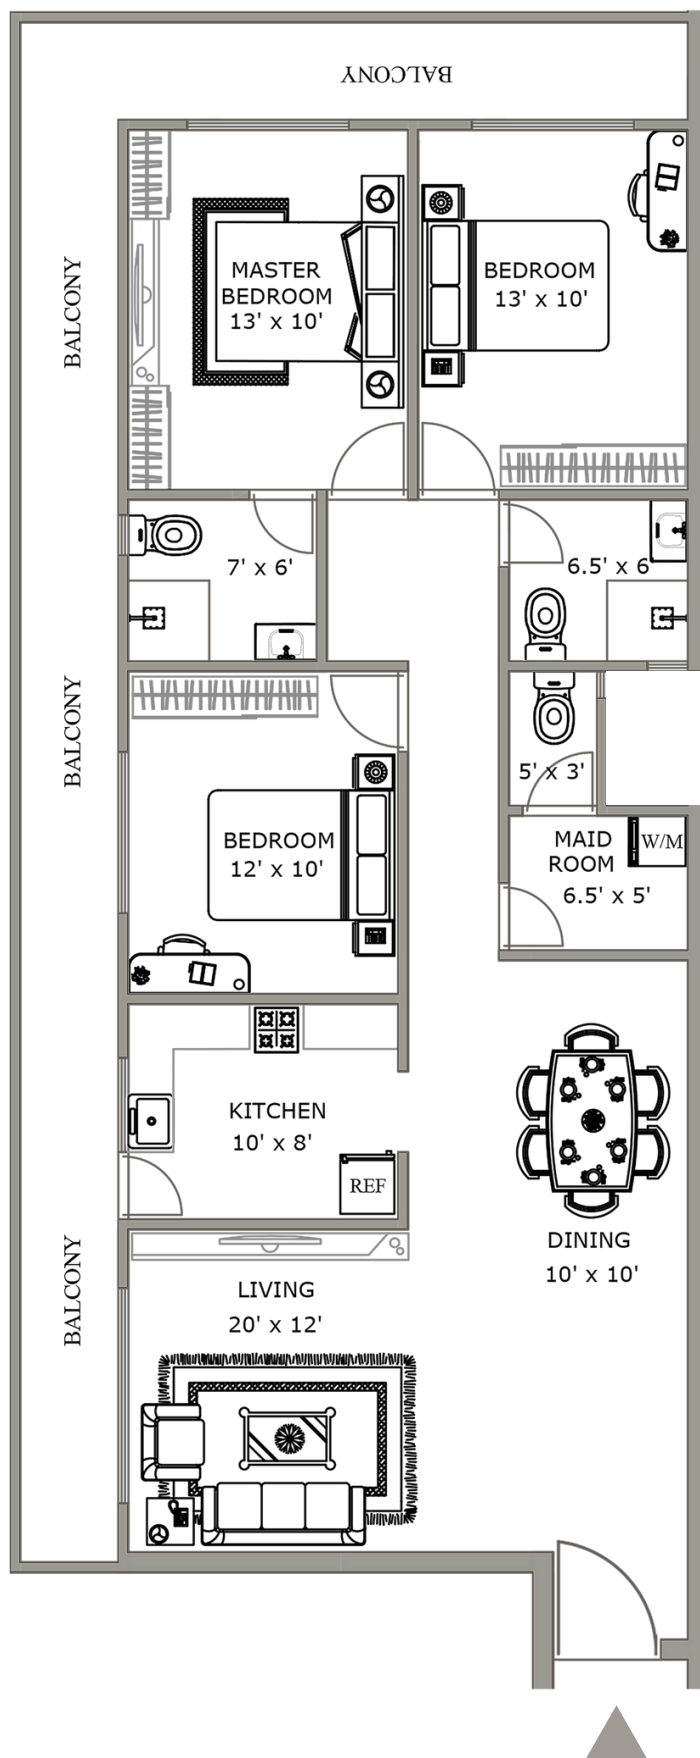 BALCONY
BALCONY
MASTER
BEDROOM
13' x 10'
BEDROOM
13' x 10'
7' x 6'
6.5' x 6
BALCONY
5' x 3'
BEDROOM
12' x 10'
MAID
ROOM
W/M
6.5' x 5'
KITCHEN
10' x 8'
REF
DINING
10' x 10'
BALCONY
LIVING
20' x 12'